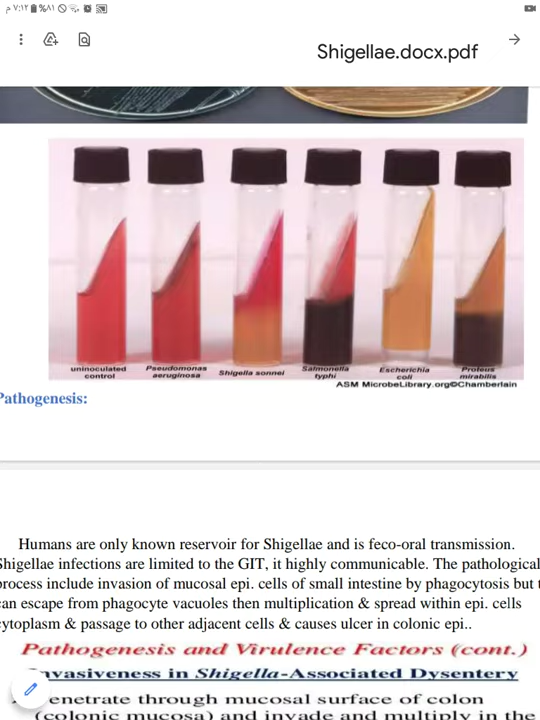 ٧:١٢ م %٨١
Shigellae.docx.pdf
uninoculated control
Pseudomonas aeruginosa
Shigella sonnei
Salmonella typhi
Escherichia coli
Proteus mirabilis
ASM MicrobeLibrary.org©Chamberlain
Pathogenesis:
Humans are only known reservoir for Shigellae and is feco-oral transmission.
Shigellae infections are limited to the GIT, it highly communicable. The pathological
process include invasion of mucosal epi. cells of small intestine by phagocytosis but t
can escape from phagocyte vacuoles then multiplication & spread within epi. cells
cytoplasm & passage to other adjacent cells & causes ulcer in colonic epi..
Pathogenesis and Virulence Factors (cont.)
nvasiveness in Shigella-Associated Dysentery
enetrate through mucosal surface of colon
(colonic mucosa) and invade and multiply in the